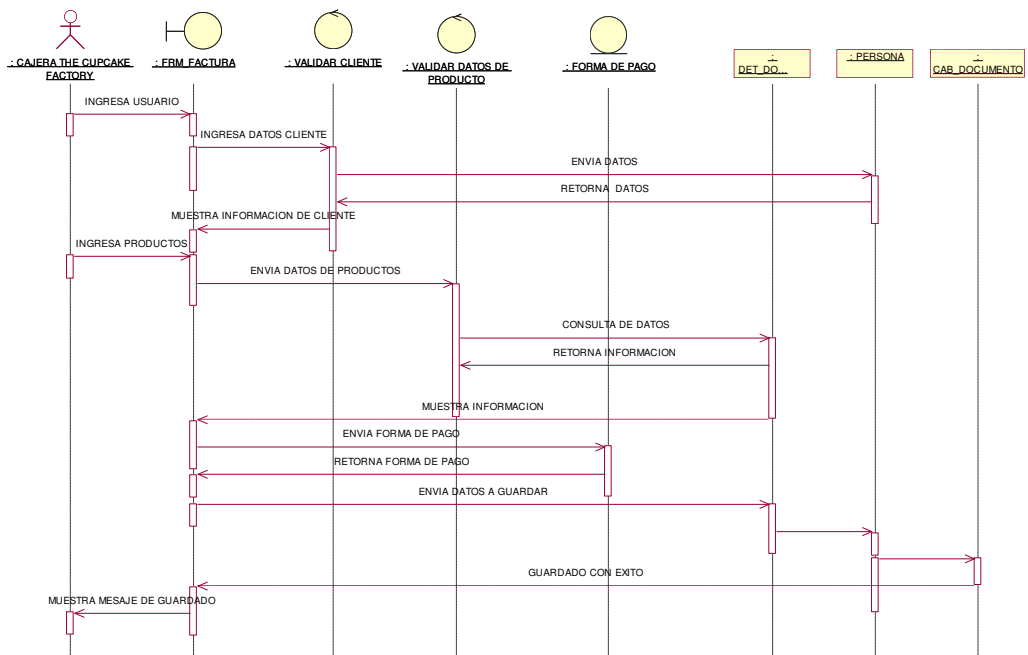 : CAJERA THE CUPCAKE
FACTORY
: FRM_FACTURA
: VALIDAR CLIENTE
: VALIDAR DATOS DE
PRODUCTO
: FORMA DE PAGO
:
DET_DO...
: PERSONA
:
CAB_DOCUMENTO
INGRESA USUARIO
INGRESA DATOS CLIENTE
ENVIA DATOS
RETORNA DATOS
MUESTRA INFORMACION DE CLIENTE
INGRESA PRODUCTOS
ENVIA DATOS DE PRODUCTOS
CONSULTA DE DATOS
RETORNA INFORMACION
MUESTRA INFORMACION
ENVIA FORMA DE PAGO
RETORNA FORMA DE PAGO
ENVIA DATOS A GUARDAR
GUARDADO CON EXITO
MUESTRA MESAJE DE GUARDADO